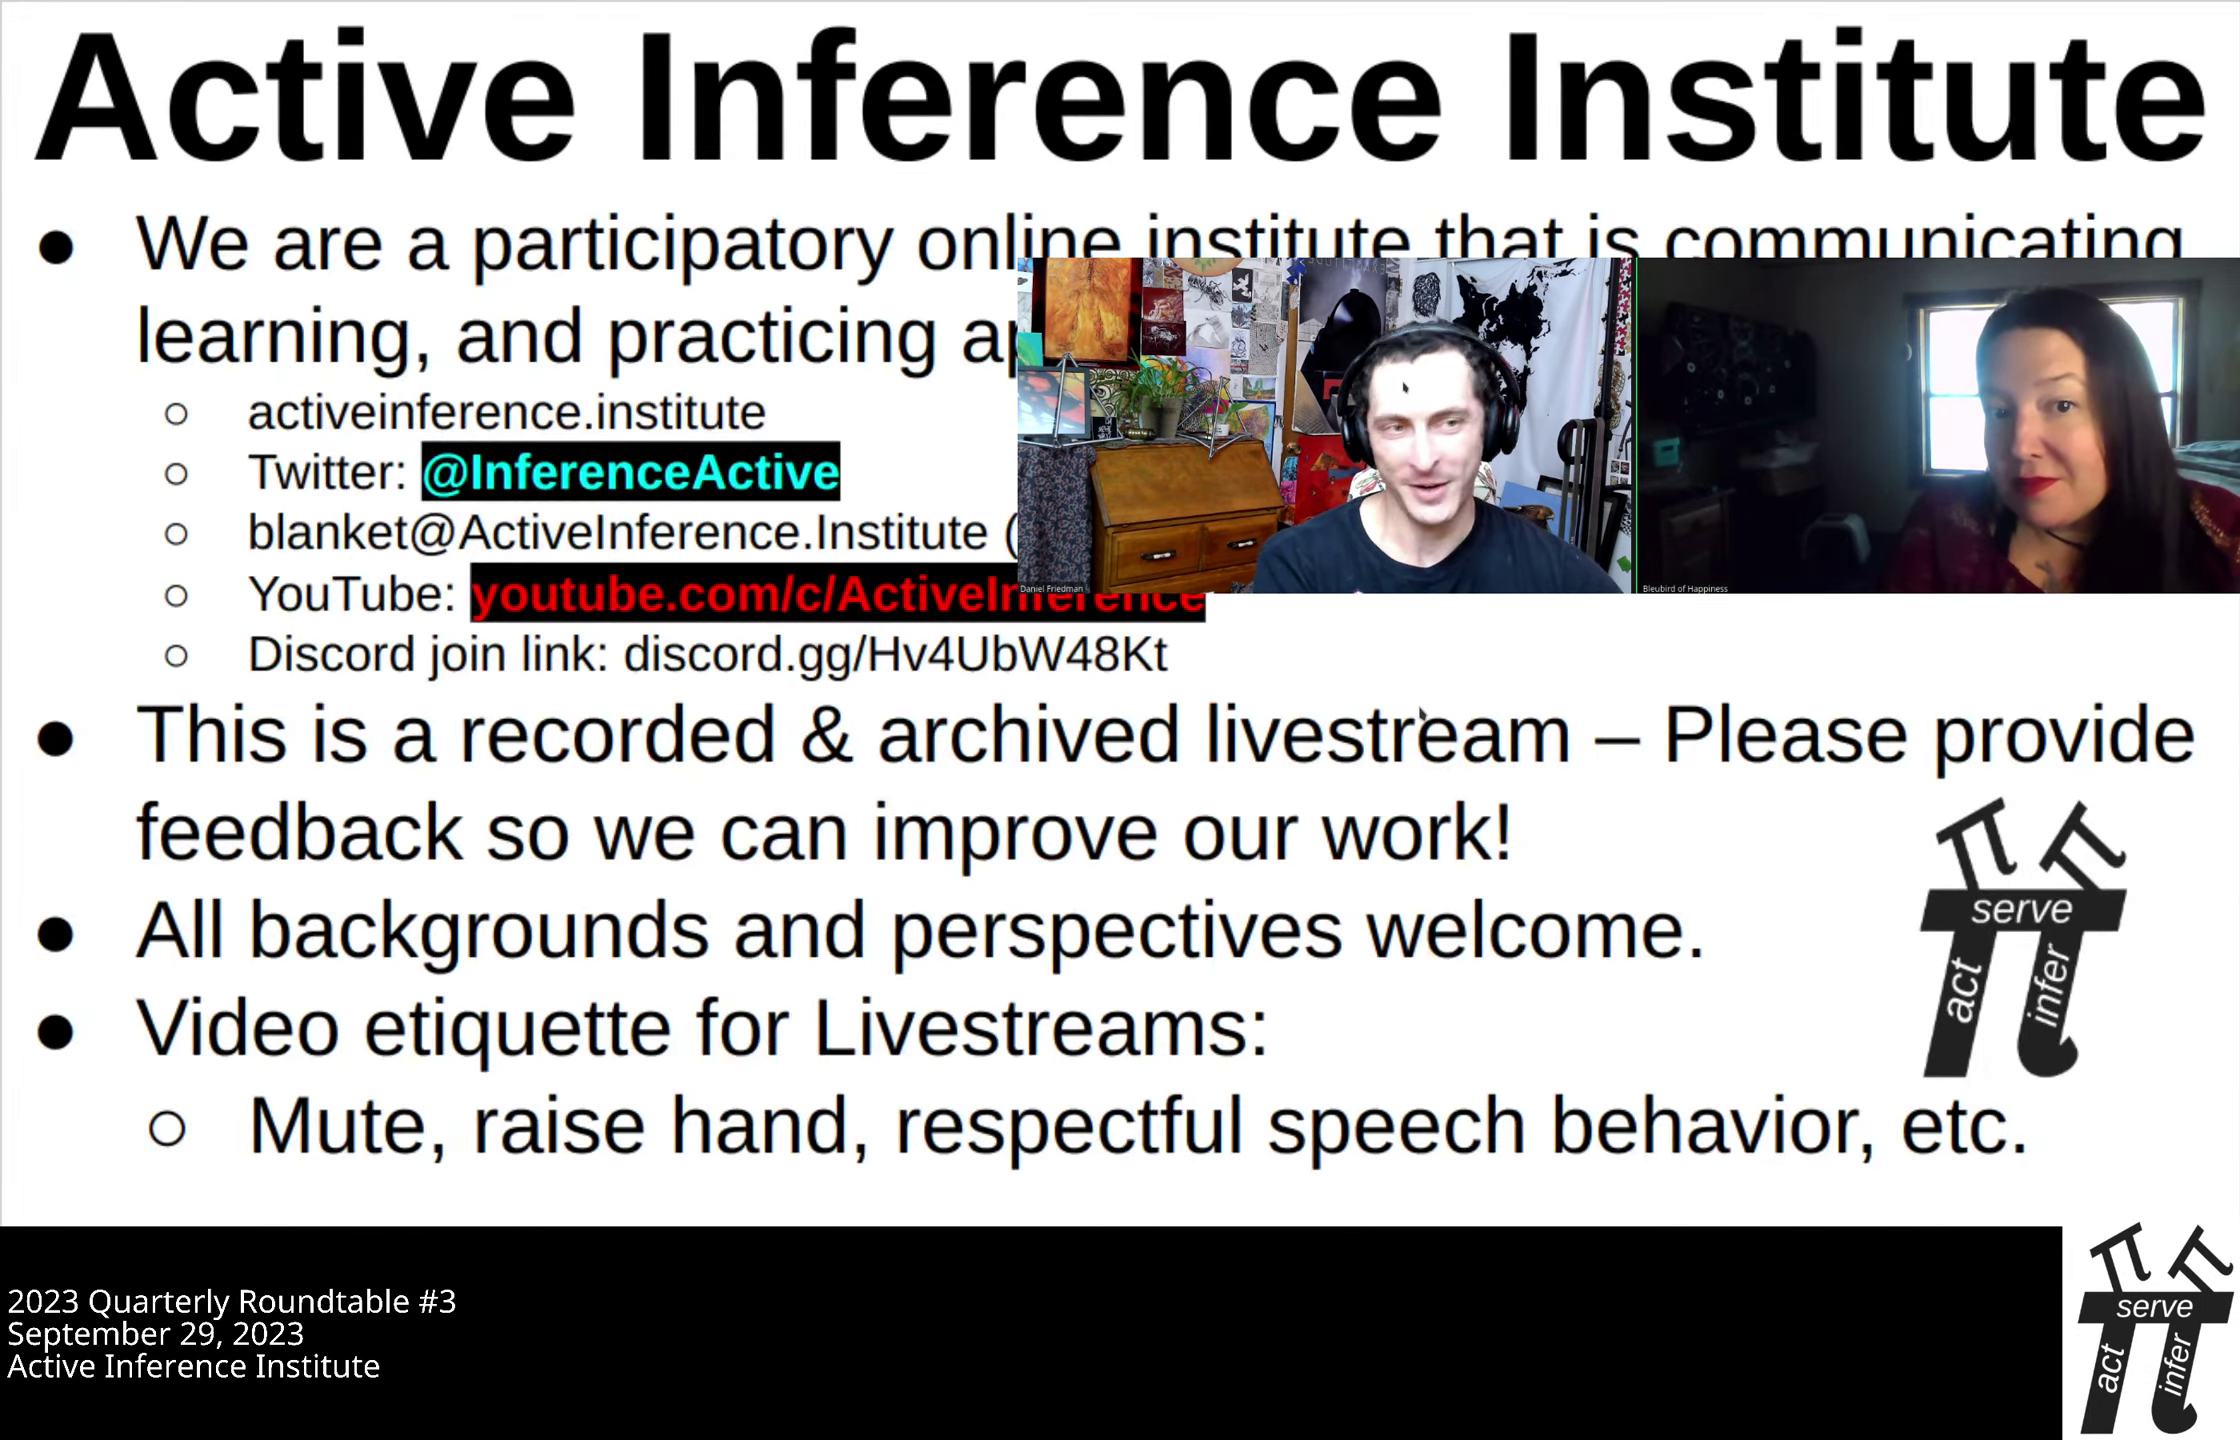 Active Inference Institute
● We are a participatory online institute that is communicating
learning, and practicing
○ activeinference.institute
○ Twitter: @InferenceActive
○ blanket@ActiveInference.Institute (
○ YouTube: youtube.com/c/ActiveInference
○ Discord join link: discord.gg/Hv4UbW48Kt
Daniel Friedman
Bleubird of Happiness
● This is a recorded & archived livestream – Please provide
feedback so we can improve our work!
● All backgrounds and perspectives welcome.
● Video etiquette for Livestreams:
○ Mute, raise hand, respectful speech behavior, etc.
π π
serve
act
infer
2023 Quarterly Roundtable #3
September 29, 2023
Active Inference Institute
π π
serve
act
infer